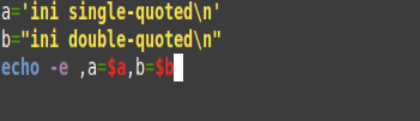 a='ini single-quoted\n'
b="ini double-quoted\n"
echo -e ,a=$a,b=$b